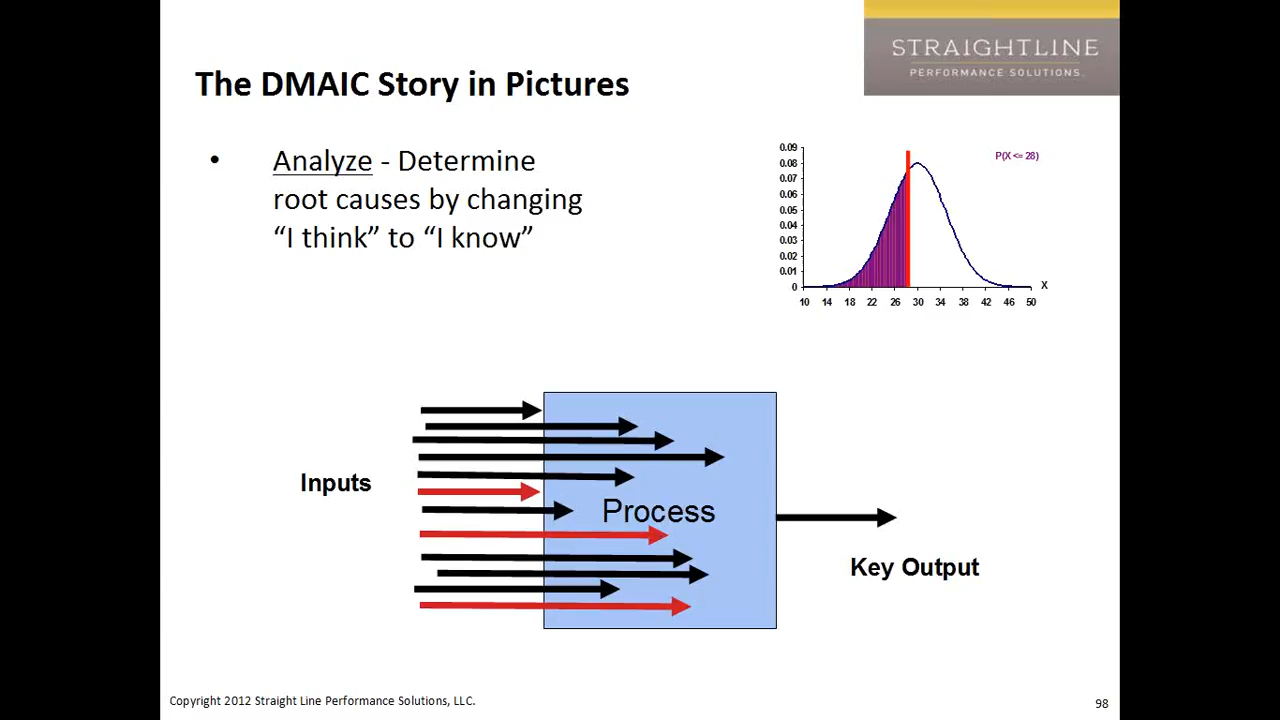 STRAIGHTLINE
PERFORMANCE SOLUTIONS.
The DMAIC Story in Pictures
• Analyze - Determine
root causes by changing
“I think” to “I know”
0.09
0.08
0.07
0.06
0.05
0.04
0.03
0.02
0.01
0
P(X <= 28)
X
10 14 18 22 26 30 34 38 42 46 50
Inputs
Process
Key Output
Copyright 2012 Straight Line Performance Solutions, LLC.
98